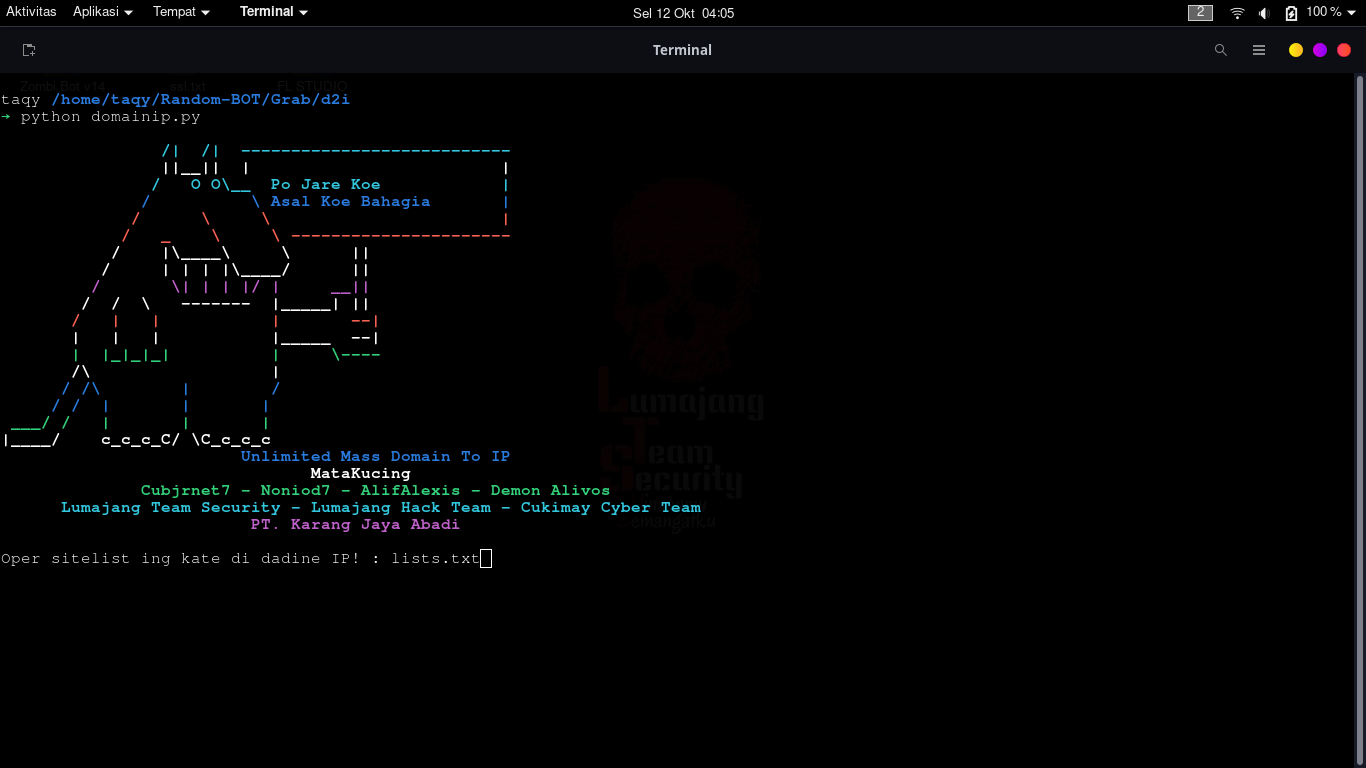 Aktivitas Aplikasi Tempat Terminal Sel 12 Okt 04:05 2 100 %
Terminal
taqy /home/taqy/Random-BOT/Grab/d2i
→ python domainip.py
Po Jare Koe
Asal Koe Bahagia
c_c_c_C/ \C_c_c_c
Unlimited Mass Domain To IP
MataKucing
Cubjrnet7 - Noniod7 - AlifAlexis - Demon Alivos
Lumajang Team Security - Lumajang Hack Team - Cukimay Cyber Team
PT. Karang Jaya Abadi
Oper sitelist ing kate di dadine IP! : lists.txt
Lumajang
Team
Security